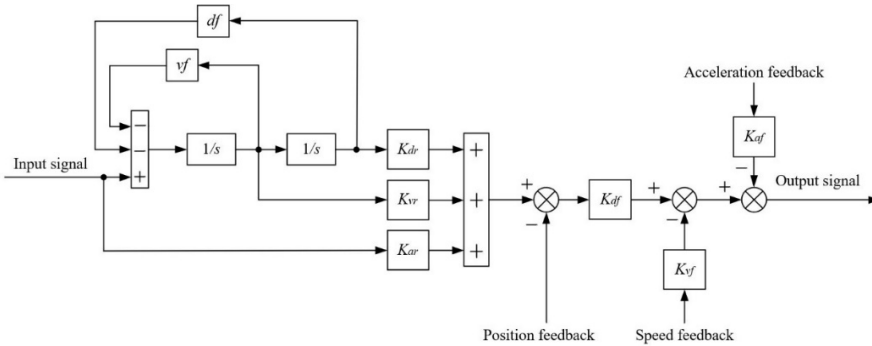 df
vf
Acceleration feedback
−
−
+
1/s
1/s
Kdr
+
Kaf
−
Input signal
Kvr
+
+
−
Kdf
+
−
+
Output signal
Kar
+
Kvf
Position feedback
Speed feedback